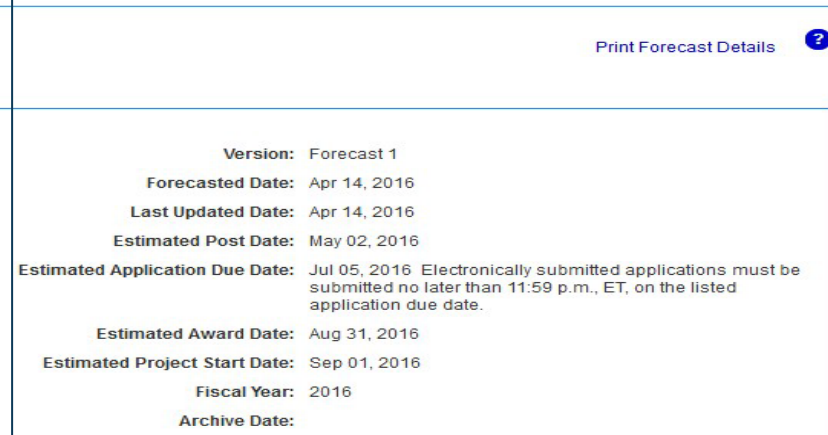 Print Forecast Details ?
Version: Forecast 1
Forecasted Date: Apr 14, 2016
Last Updated Date: Apr 14, 2016
Estimated Post Date: May 02, 2016
Estimated Application Due Date: Jul 05, 2016 Electronically submitted applications must be
submitted no later than 11:59 p.m., ET, on the listed
application due date.
Estimated Award Date: Aug 31, 2016
Estimated Project Start Date: Sep 01, 2016
Fiscal Year: 2016
Archive Date: